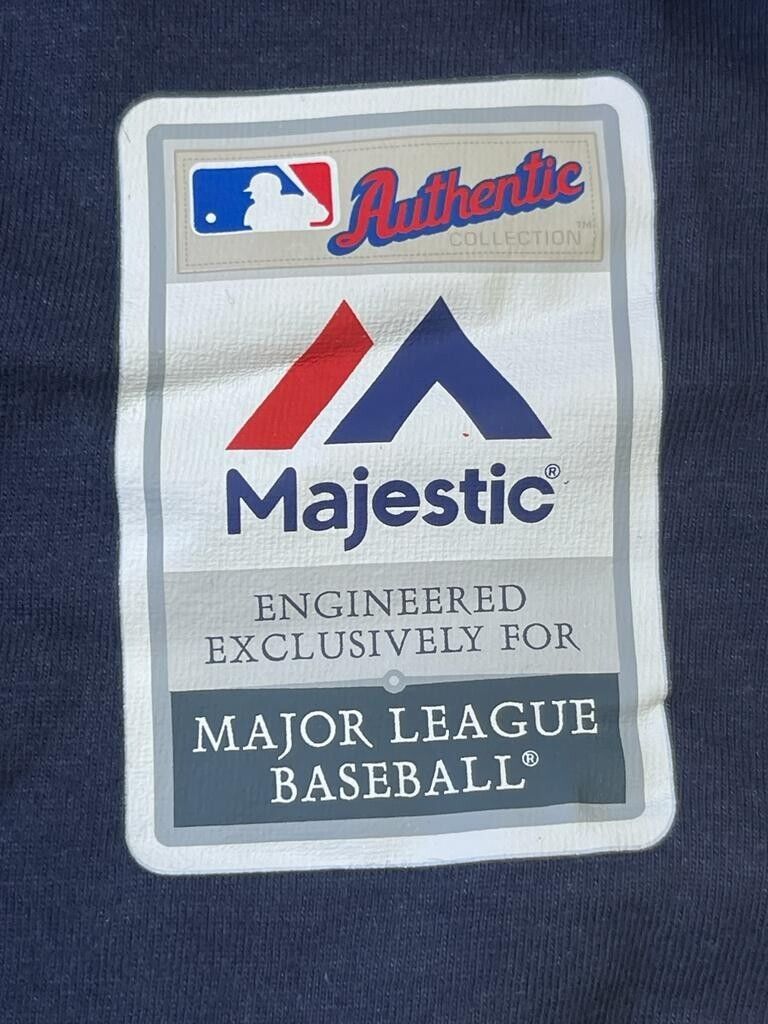 Authentic
COLLECTION™
Majestic®
ENGINEERED
EXCLUSIVELY FOR
MAJOR LEAGUE
BASEBALL®